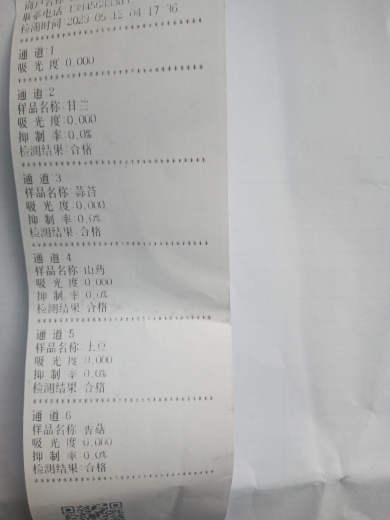 检测时间:2023-05-12 04:17:36
通道:1
吸光度 0.000
通道:2
样品名称:甘兰
吸光度:0.000
抑制率:0.0%
检测结果:合格
通道:3
样品名称 蒜苔
吸光度:0.000
抑制率:0.0%
检测结果:合格
通道:4
样品名称:山药
吸光度 0.000
抑制率 0.0%
检测结果 合格
通道 5
样品名称:土豆
吸光度 0.000
抑制率 0.0%
检测结果 合格
通道:6
样品名称 香菇
吸光度 0.000
抑制率 0.0%
检测结果:合格